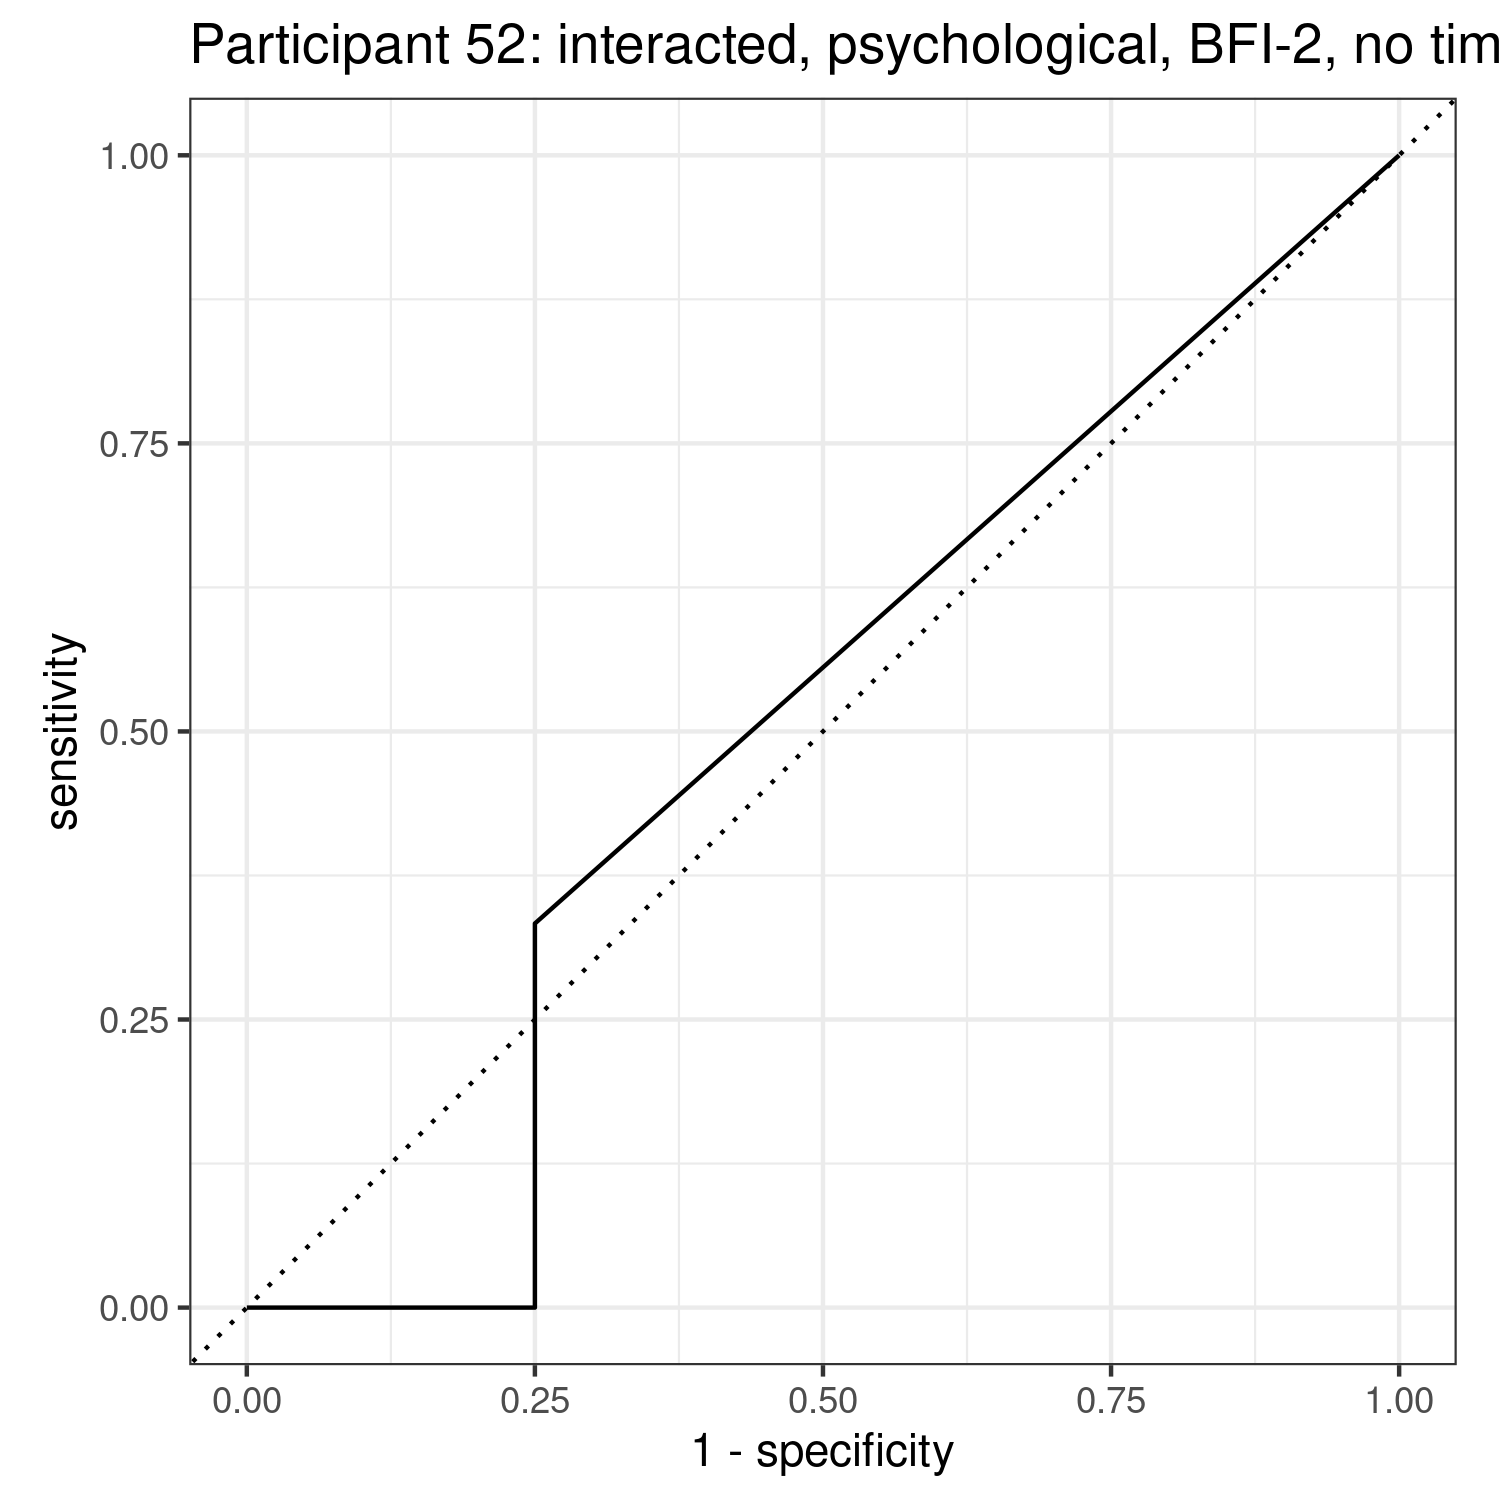 Participant 52: interacted, psychological, BFI-2, no tim
1.00
0.75
0.50
0.25
0.00
sensitivity
0.00 0.25 0.50 0.75 1.00
1 - specificity